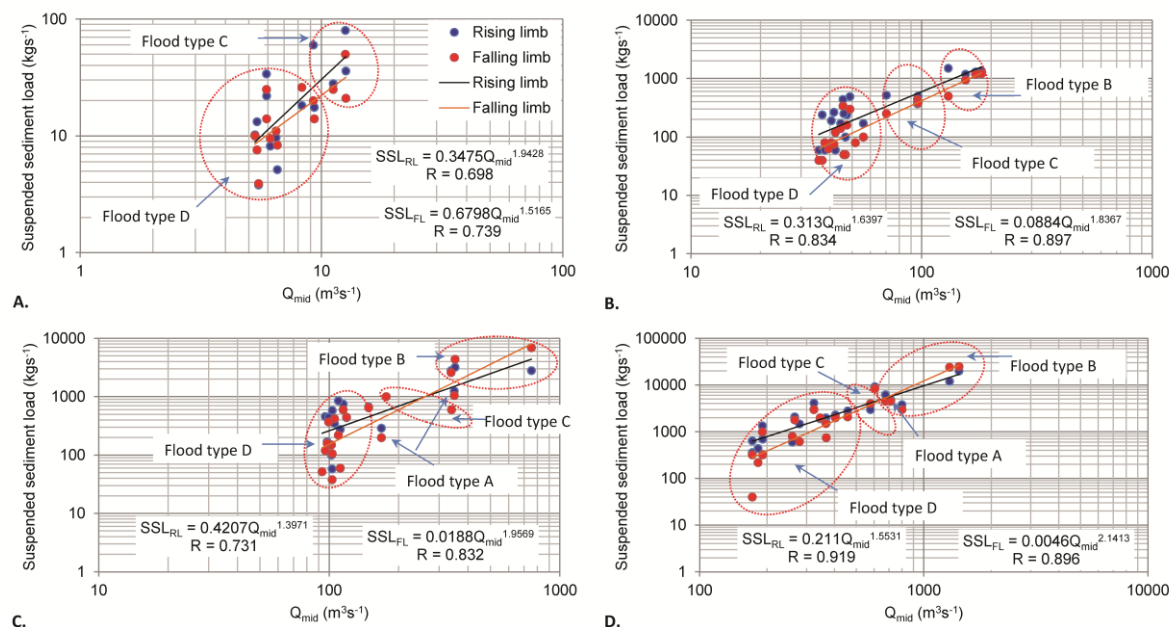 A.
Suspended sediment load (kgs⁻¹)
100
10
1
1
10
100
Q_mid (m³s⁻¹)
Flood type C
Flood type D
Rising limb
Falling limb
Rising limb
Falling limb
SSL_RL = 0.3475Q_mid^1.9428
R = 0.698
SSL_FL = 0.6798Q_mid^1.5165
R = 0.739
B.
Suspended sediment load (kgs⁻¹)
10000
1000
100
10
1
10
100
1000
Q_mid (m³s⁻¹)
Flood type B
Flood type C
Flood type D
SSL_RL = 0.313Q_mid^1.6397
R = 0.834
SSL_FL = 0.0884Q_mid^1.8367
R = 0.897
C.
Suspended sediment load (kgs⁻¹)
10000
1000
100
10
1
10
100
1000
Q_mid (m³s⁻¹)
Flood type B
Flood type C
Flood type D
Flood type A
SSL_RL = 0.4207Q_mid^1.3971
R = 0.731
SSL_FL = 0.0188Q_mid^1.9569
R = 0.832
D.
Suspended sediment load (kgs⁻¹)
100000
10000
1000
100
10
1
100
1000
10000
Q_mid (m³s⁻¹)
Flood type C
Flood type B
Flood type A
Flood type D
SSL_RL = 0.211Q_mid^1.5531
R = 0.919
SSL_FL = 0.0046Q_mid^2.1413
R = 0.896